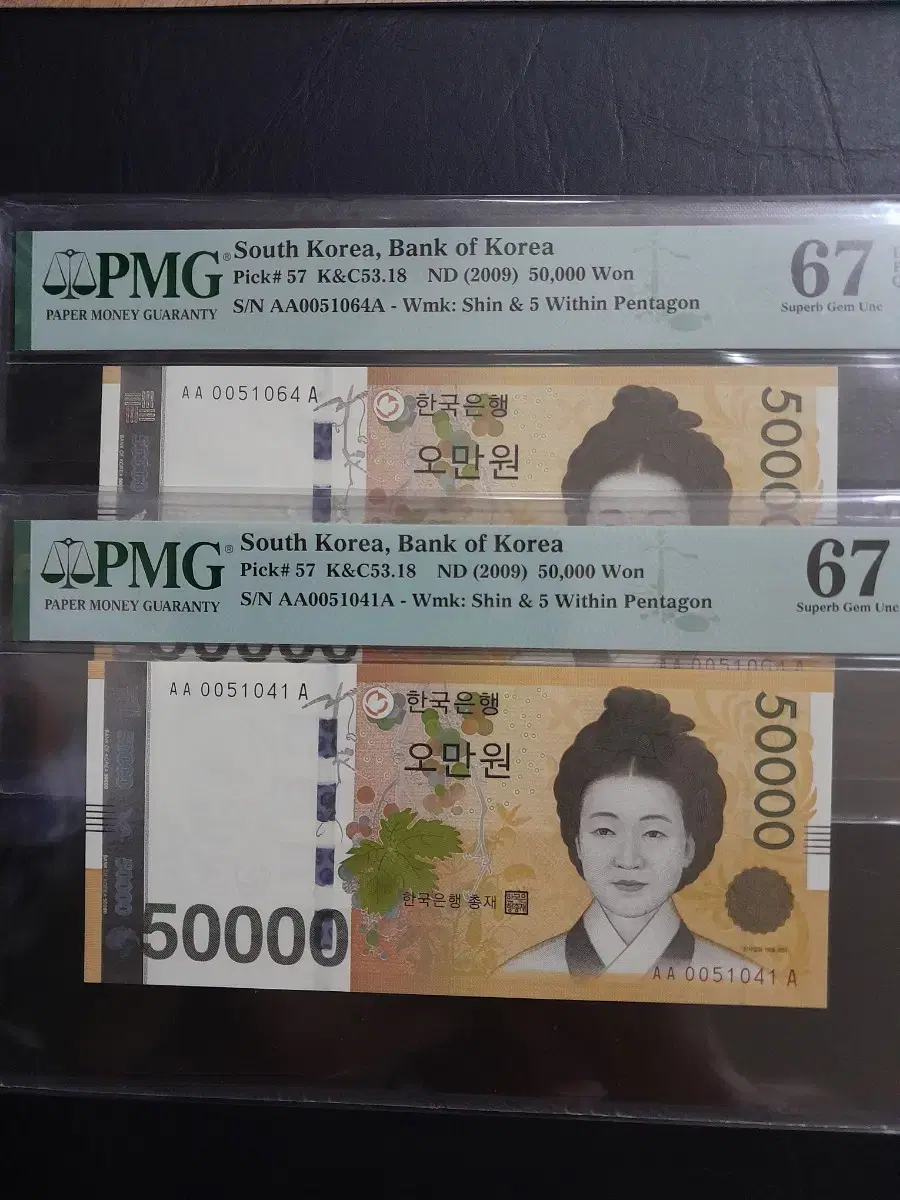 PMG®
PAPER MONEY GUARANTY
South Korea, Bank of Korea
Pick# 57 K&C53.18 ND (2009) 50,000 Won
S/N AA0051064A - Wmk: Shin & 5 Within Pentagon
67
Superb Gem Unc
AA 0051064 A
한국은행
오만원
PMG®
PAPER MONEY GUARANTY
South Korea, Bank of Korea
Pick# 57 K&C53.18 ND (2009) 50,000 Won
S/N AA0051041A - Wmk: Shin & 5 Within Pentagon
67
Superb Gem Unc
AA 0051041 A
한국은행
오만원
50000
한국은행 총재
50000
AA 0051041 A